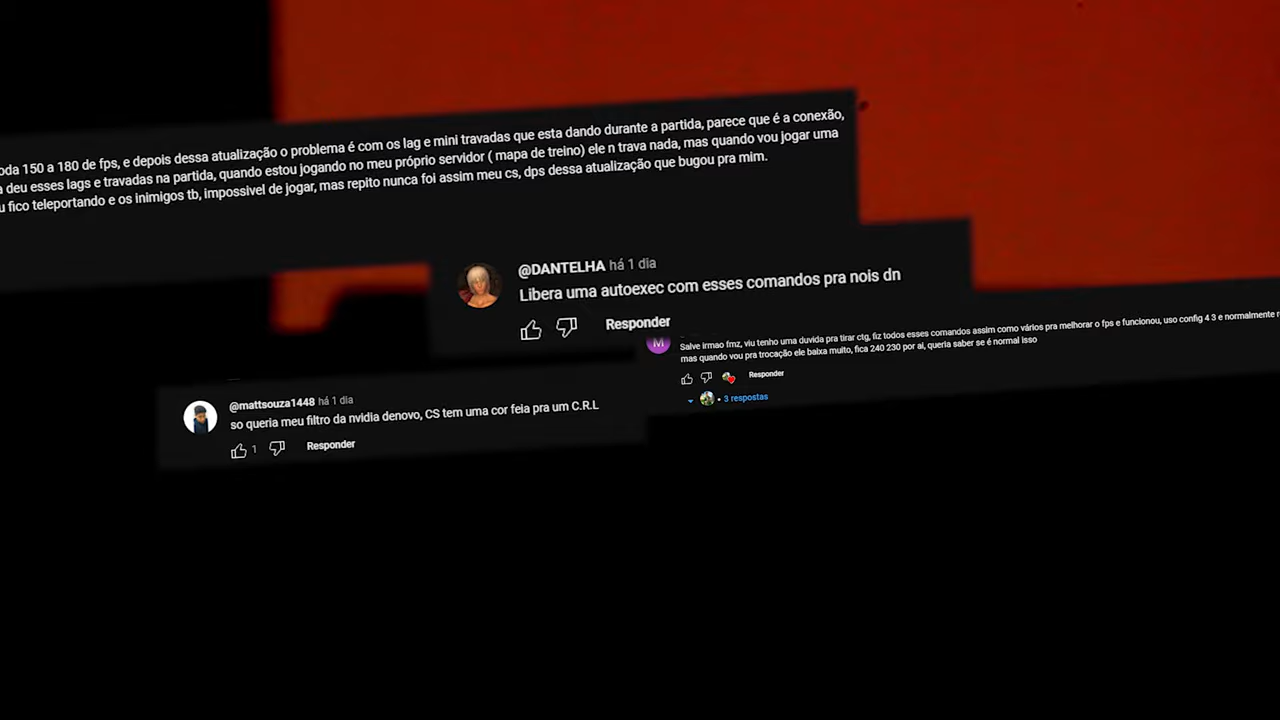 oda 150 a 180 de fps, e depois dessa atualização o problema é com os lag e mini travadas que esta dando durante a partida, parece que é a conexão,
a deu esses lags e travadas na partida, quando estou jogando no meu próprio servidor ( mapa de treino) ele n trava nada, mas quando vou jogar uma
u fico teleportando e os inimigos tb, impossivel de jogar, mas repito nunca foi assim meu cs, dps dessa atualização que bugou pra mim.
@DANTELHA há 1 dia
Libera uma autoexec com esses comandos pra nois dn
Responder
M
Salve irmao fmz, viu tenho uma duvida pra tirar ctg, fiz todos esses comandos assim como vários pra melhorar o fps e funcionou, uso config 4 3 e normalmente
mas quando vou pra trocação ele baixa muito, fica 240 230 por ai, queria saber se é normal isso
Responder
3 respostas
@mattsouza1448 há 1 dia
so queria meu filtro da nvidia denovo, CS tem uma cor feia pra um C.R.L
1 Responder